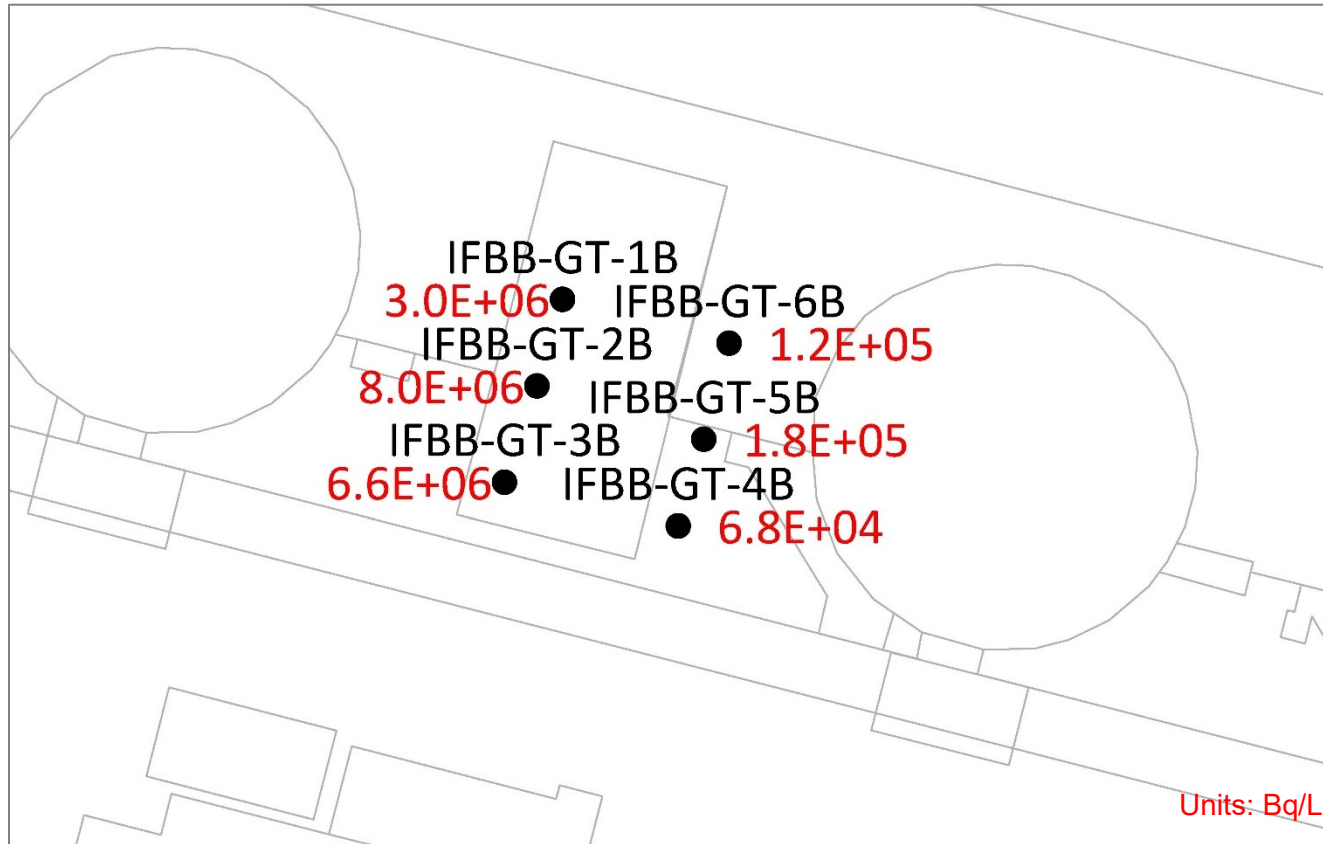 IFBB-GT-1B
3.0E+06
IFBB-GT-6B
1.2E+05
IFBB-GT-2B
8.0E+06
IFBB-GT-5B
1.8E+05
IFBB-GT-3B
6.6E+06
IFBB-GT-4B
6.8E+04
Units: Bq/L